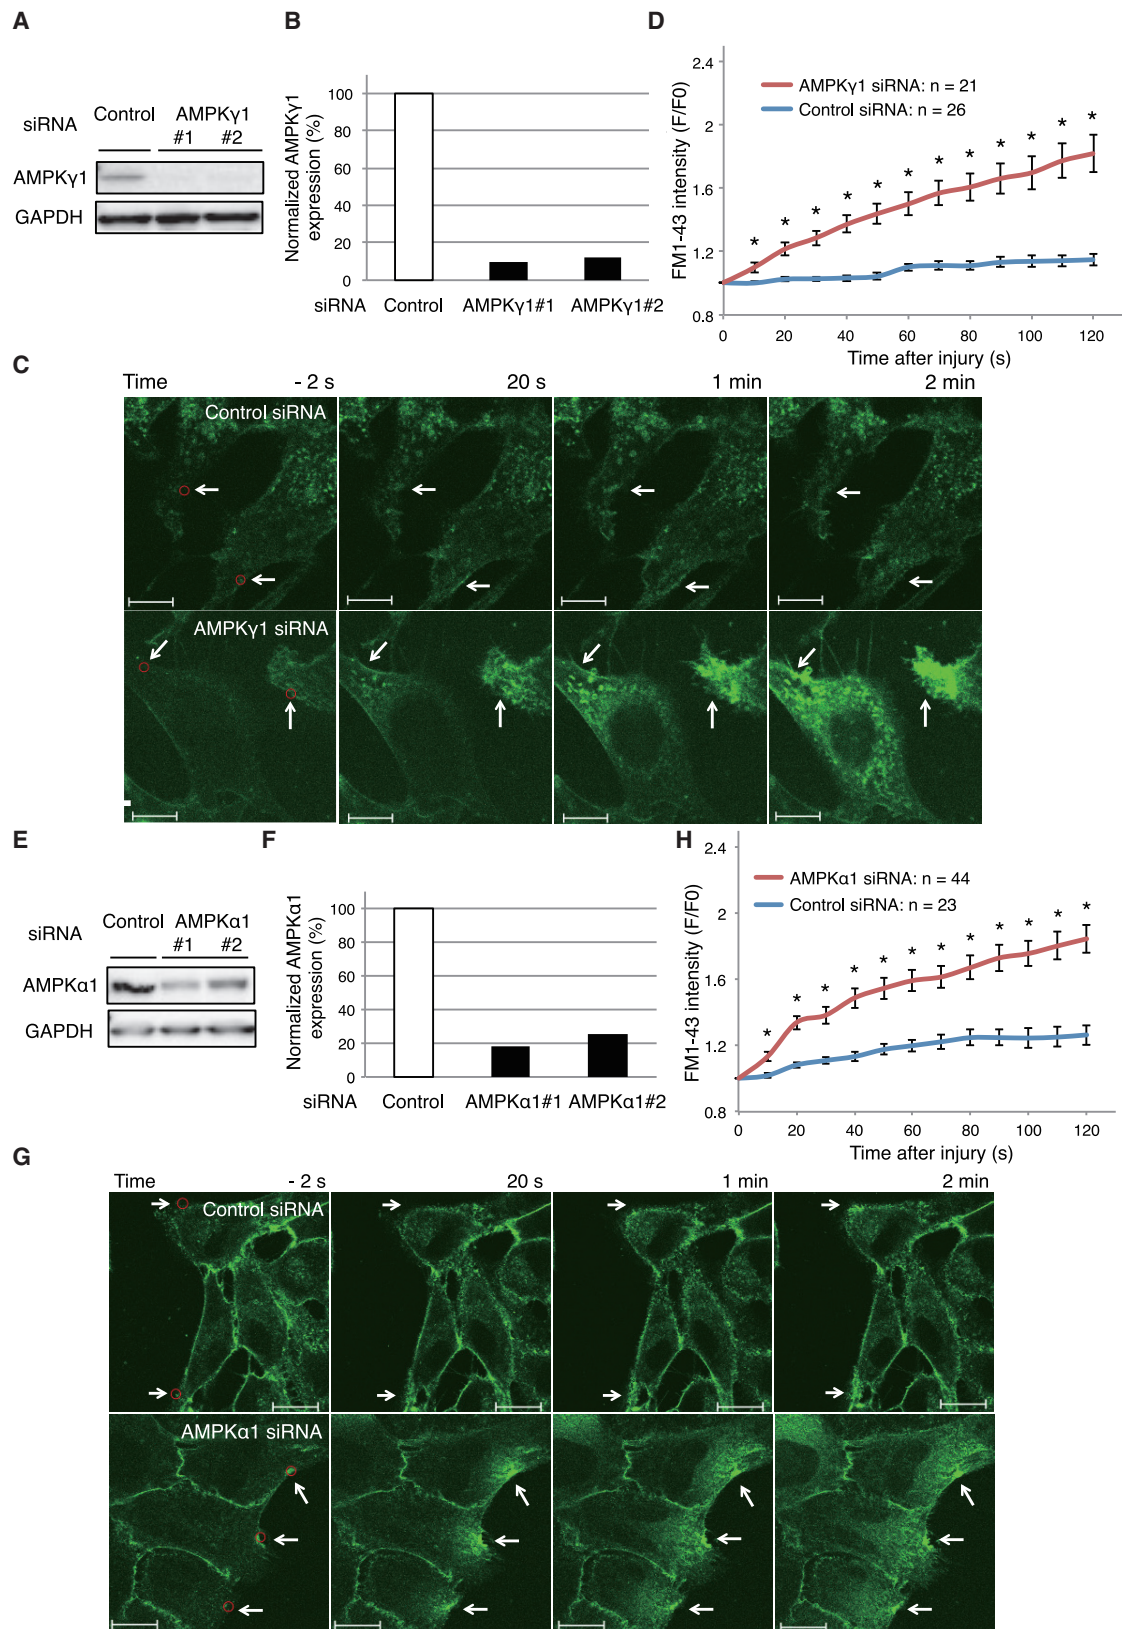 A
siRNA
Control AMPKγ1
#1 #2
AMPKγ1
GAPDH
B
Normalized AMPKγ1
expression (%)
100
80
60
40
20
0
siRNA Control AMPKγ1#1 AMPKγ1#2
D
FM1-43 intensity (F/F0)
2.4
2
1.6
1.2
0.8
AMPKγ1 siRNA: n = 21
Control siRNA: n = 26
* * * * * * * * * * * *
0 20 40 60 80 100 120
Time after injury (s)
C
Time - 2 s 20 s 1 min 2 min
Control siRNA
AMPKγ1 siRNA
E
siRNA
Control AMPKα1
#1 #2
AMPKα1
GAPDH
F
Normalized AMPKα1
expression (%)
100
80
60
40
20
0
siRNA Control AMPKα1#1 AMPKα1#2
H
FM1-43 intensity (F/F0)
2.4
2
1.6
1.2
0.8
AMPKα1 siRNA: n = 44
Control siRNA: n = 23
* * * * * * * * * * * *
0 20 40 60 80 100 120
Time after injury (s)
G
Time - 2 s 20 s 1 min 2 min
Control siRNA
AMPKα1 siRNA